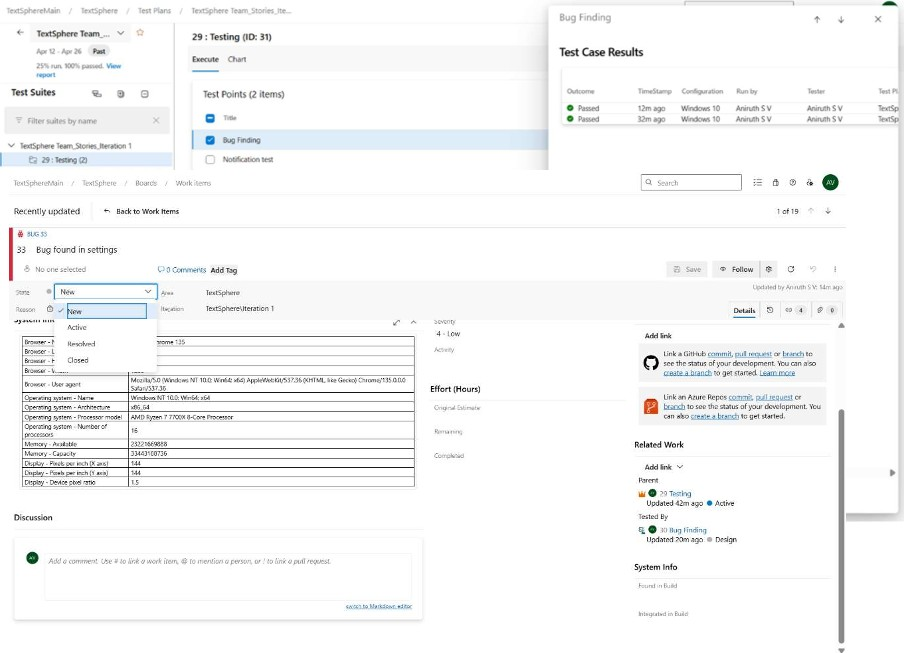 TextSphereMain / TextSphere / Test Plans / TextSphere Team_Stories_Ite...
TextSphere Team_...
Apr 12 - Apr 26 Past
25% run, 100% passed. View report
Test Suites
Filter suites by name
TextSphere Team_Stories_Iteration 1
29 : Testing (2)
29 : Testing (ID: 31)
Execute Chart
Test Points (2 items)
Title
Bug Finding
Notification test
Bug Finding
Test Case Results
Outcome TimeStamp Configuration Run by Tester Test Pl
Passed 12m ago Windows 10 Aniruth S V Aniruth S V TextSp
Passed 32m ago Windows 10 Aniruth S V Aniruth S V TextSp
TextSphereMain / TextSphere / Boards / Work items
Search
AV
Recently updated Back to Work Items
1 of 19
BUG 33
33 Bug found in settings
No one selected 0 Comments Add Tag
Save Follow
State New Area TextSphere
Updated by Aniruth S V: 14m ago
Reason Iteration TextSphere\Iteration 1
Details 4 0
New
Active
Resolved
Closed
Browser - User agent Mozilla/5.0 (Windows NT 10.0; Win64; x64) AppleWebKit/537.36 (KHTML, like Gecko) Chrome/135.0.0.0 Safari/537.36
Operating system - Name Windows NT 10.0; Win64; x64
Operating system - Architecture x86_64
Operating system - Processor model AMD Ryzen 7 7700X 8-Core Processor
Operating system - Number of processors 16
Memory - Available 23221669888
Memory - Capacity 33443160736
Display - Pixels per inch (X axis) 144
Display - Pixels per inch (Y axis) 144
Display - Device pixel ratio 1.5
Severity
4 - Low
Activity
Effort (Hours)
Original Estimate
Remaining
Completed
Add link
Link a GitHub commit, pull request or branch to see the status of your development. You can also create a branch to get started. Learn more
Link an Azure Repos commit, pull request or branch to see the status of your development. You can also create a branch to get started.
Related Work
Add link
Parent
29 Testing
Updated 42m ago Active
Tested By
30 Bug Finding
Updated 20m ago Design
System Info
Found in Build
Integrated in Build
Discussion
Add a comment. Use # to link a work item, @ to mention a person, or ! to link a pull request.
switch to Markdown editor